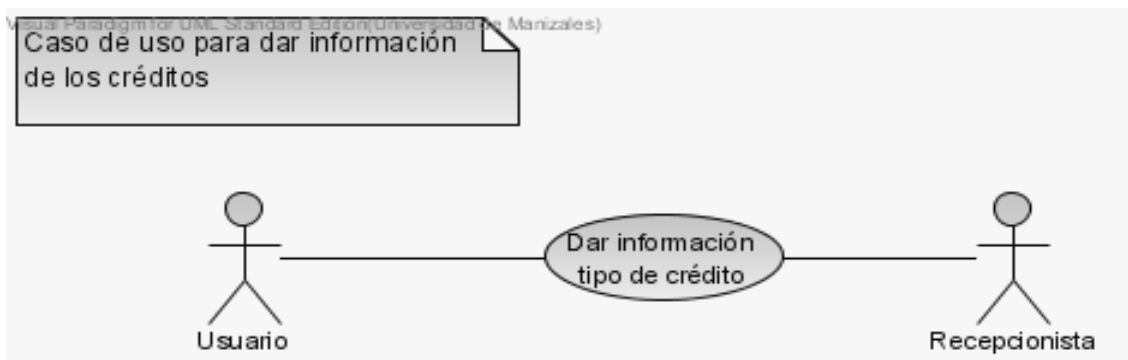 Visual Paradigm for UML Standard Edition(Universidad de Manizales)
Caso de uso para dar información
de los créditos
Dar información
tipo de crédito
Usuario
Recepcionista